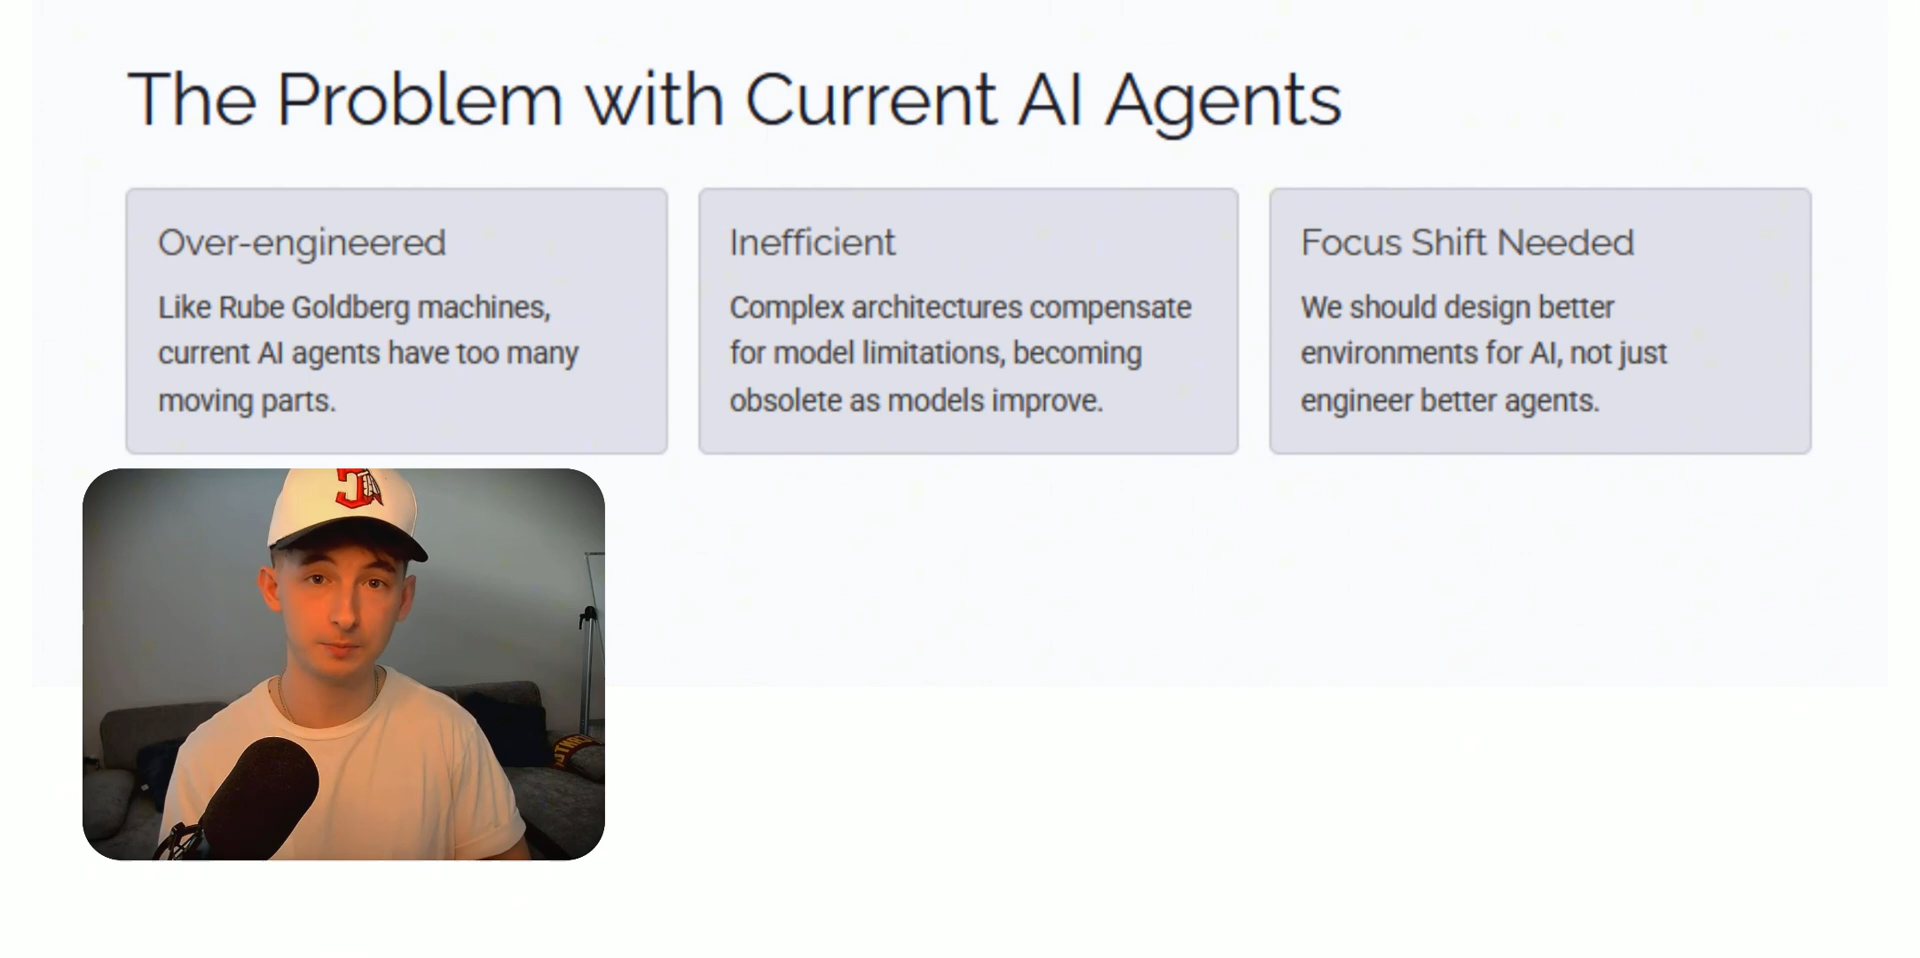 The Problem with Current AI Agents
Over-engineered
Like Rube Goldberg machines,
current AI agents have too many
moving parts.
Inefficient
Complex architectures compensate
for model limitations, becoming
obsolete as models improve.
Focus Shift Needed
We should design better
environments for AI, not just
engineer better agents.